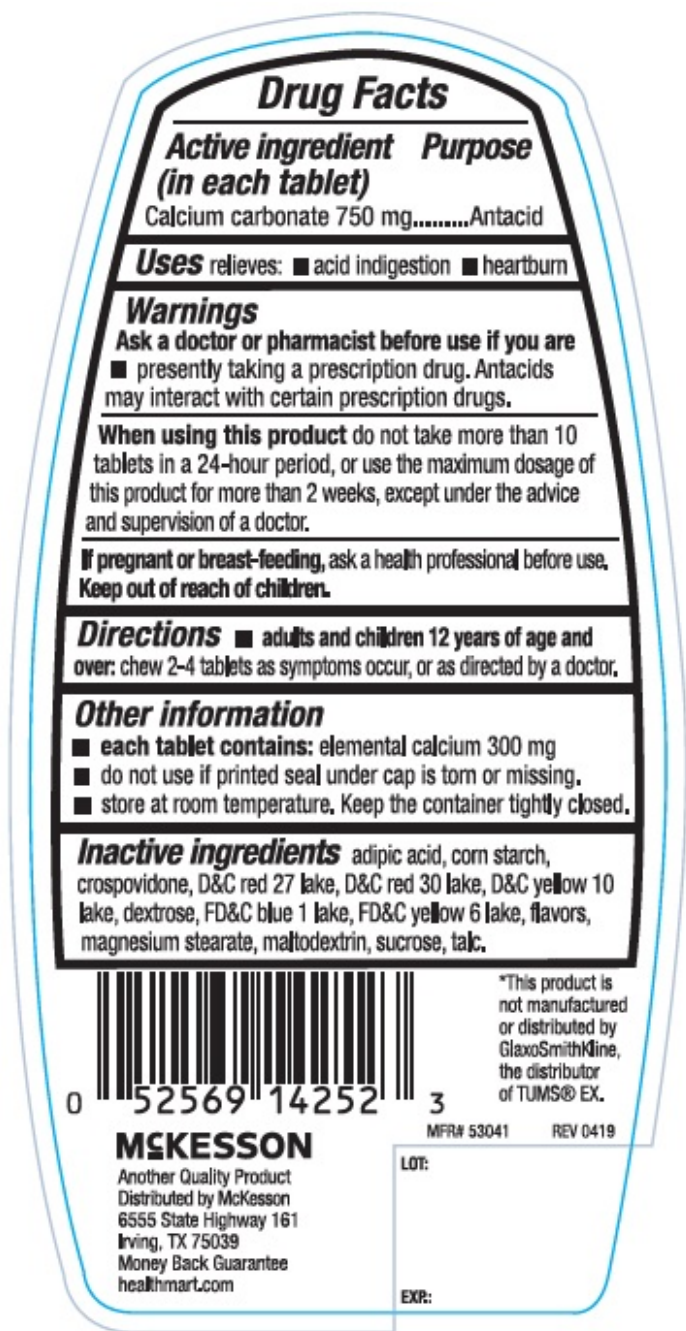 Drug Facts
Active ingredient Purpose
(in each tablet)
Calcium carbonate 750 mg..........Antacid
Uses relieves: ■ acid indigestion ■ heartburn
Warnings
Ask a doctor or pharmacist before use if you are
■ presently taking a prescription drug. Antacids
may interact with certain prescription drugs.
When using this product do not take more than 10
tablets in a 24-hour period, or use the maximum dosage of
this product for more than 2 weeks, except under the advice
and supervision of a doctor.
If pregnant or breast-feeding, ask a health professional before use.
Keep out of reach of children.
Directions ■ adults and children 12 years of age and
over: chew 2-4 tablets as symptoms occur, or as directed by a doctor.
Other information
■ each tablet contains: elemental calcium 300 mg
■ do not use if printed seal under cap is torn or missing.
■ store at room temperature. Keep the container tightly closed.
Inactive ingredients adipic acid, corn starch,
crospovidone, D&C red 27 lake, D&C red 30 lake, D&C yellow 10
lake, dextrose, FD&C blue 1 lake, FD&C yellow 6 lake, flavors,
magnesium stearate, maltodextrin, sucrose, talc.
*This product is
not manufactured
or distributed by
GlaxoSmithKline,
the distributor
of TUMS® EX.
0 52569 14252 3
MFR# 53041 REV 0419
McKESSON
Another Quality Product
Distributed by McKesson
6555 State Highway 161
Irving, TX 75039
Money Back Guarantee
healthmart.com
LOT:
EXP.: